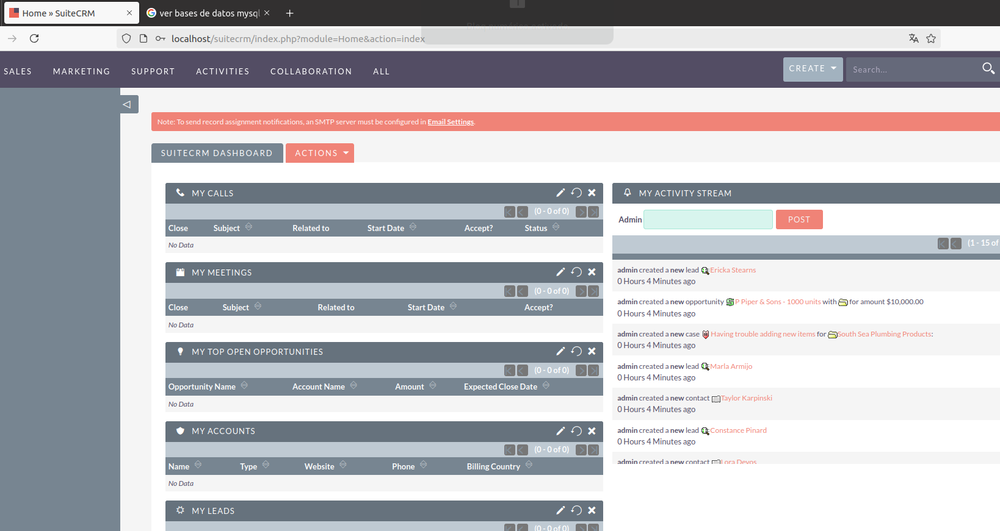 Home » SuiteCRM
ver bases de datos mysql
localhost/suitecrm/index.php?module=Home&action=index
SALES MARKETING SUPPORT ACTIVITIES COLLABORATION ALL CREATE Search...
Note: To send record assignment notifications, an SMTP server must be configured in Email Settings.
SUITECRM DASHBOARD ACTIONS
MY CALLS
(0 - 0 of 0)
Close Subject Related to Start Date Accept? Status
No Data
MY MEETINGS
(0 - 0 of 0)
Close Subject Related to Start Date Accept?
No Data
MY TOP OPEN OPPORTUNITIES
(0 - 0 of 0)
Opportunity Name Account Name Amount Expected Close Date
No Data
MY ACCOUNTS
(0 - 0 of 0)
Name Type Website Phone Billing Country
No Data
MY LEADS
(0 - 0 of 0)
MY ACTIVITY STREAM
Admin POST
(1 - 15 of
admin created a new lead Ericka Stearns
0 Hours 4 Minutes ago
admin created a new opportunity P Piper & Sons - 1000 units with for amount $10,000.00
0 Hours 4 Minutes ago
admin created a new case Having trouble adding new items for South Sea Plumbing Products:
0 Hours 4 Minutes ago
admin created a new lead Marla Armijo
0 Hours 4 Minutes ago
admin created a new contact Taylor Karpinski
0 Hours 4 Minutes ago
admin created a new lead Constance Pinard
0 Hours 4 Minutes ago
admin created a new contact Lora Devos